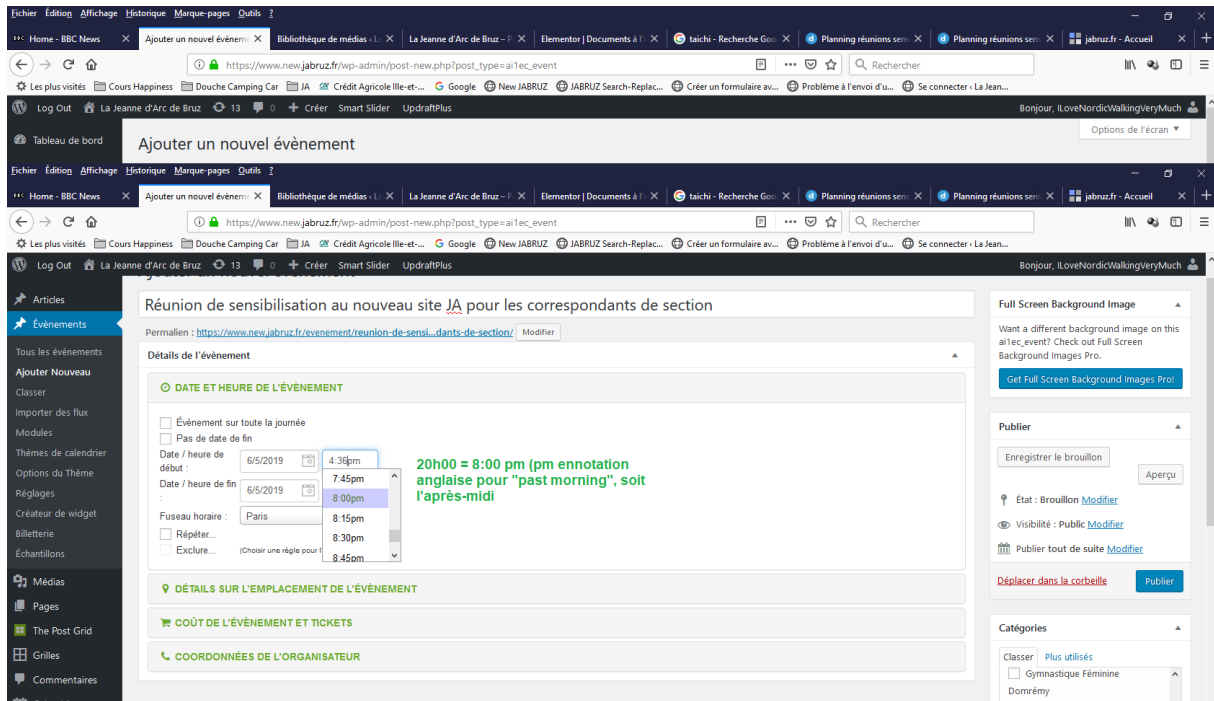 Fichier Édition Affichage Historique Marque-pages Outils ?
BBC Home - BBC News
Ajouter un nouvel évènem
Bibliothèque de médias ‹ L
La Jeanne d'Arc de Bruz – P
Elementor | Documents à l'
taichi - Recherche Goo
Planning réunions sens
Planning réunions sens
jabruz.fr - Accueil
https://www.new.jabruz.fr/wp-admin/post-new.php?post_type=ai1ec_event
Rechercher
Les plus visités Cours Happiness Douche Camping Car JA Crédit Agricole Ille-et-... Google New JABRUZ JABRUZ Search-Replac... Créer un formulaire av... Problème à l'envoi d'u... Se connecter ‹ La Jean...
Log Out La Jeanne d'Arc de Bruz 13 0 Créer Smart Slider UpdraftPlus
Bonjour, ILoveNordicWalkingVeryMuch
Options de l'écran
Tableau de bord
Ajouter un nouvel évènement
Fichier Édition Affichage Historique Marque-pages Outils ?
BBC Home - BBC News
Ajouter un nouvel évènem
Bibliothèque de médias ‹ L
La Jeanne d'Arc de Bruz – P
Elementor | Documents à l'
taichi - Recherche Goo
Planning réunions sens
Planning réunions sens
jabruz.fr - Accueil
https://www.new.jabruz.fr/wp-admin/post-new.php?post_type=ai1ec_event
Rechercher
Les plus visités Cours Happiness Douche Camping Car JA Crédit Agricole Ille-et-... Google New JABRUZ JABRUZ Search-Replac... Créer un formulaire av... Problème à l'envoi d'u... Se connecter ‹ La Jean...
Log Out La Jeanne d'Arc de Bruz 13 0 Créer Smart Slider UpdraftPlus
Bonjour, ILoveNordicWalkingVeryMuch
Articles
Évènements
Tous les évènements
Ajouter Nouveau
Classer
Importer des flux
Modules
Thèmes de calendrier
Options du Thème
Réglages
Créateur de widget
Billetterie
Échantillons
Médias
Pages
The Post Grid
Grilles
Commentaires
Réunion de sensibilisation au nouveau site JA pour les correspondants de section
Permalien : https://www.new.jabruz.fr/evenement/reunion-de-sensi...dants-de-section/ Modifier
Détails de l'évènement
DATE ET HEURE DE L'ÉVÈNEMENT
Évènement sur toute la journée
Pas de date de fin
Date / heure de
début :
6/5/2019
4:36pm
Date / heure de fin
:
6/5/2019
7:45pm
8:00pm
8:15pm
8:30pm
8:45pm
Fuseau horaire :
Paris
Répéter...
Exclure...
(Choisir une règle pour l'
20h00 = 8:00 pm (pm ennotation
anglaise pour "past morning", soit
l'après-midi
DÉTAILS SUR L'EMPLACEMENT DE L'ÉVÈNEMENT
COÛT DE L'ÉVÈNEMENT ET TICKETS
COORDONNÉES DE L'ORGANISATEUR
Full Screen Background Image
Want a different background image on this
ai1ec_event? Check out Full Screen
Background Images Pro.
Get Full Screen Background Images Pro!
Publier
Enregistrer le brouillon
Aperçu
État : Brouillon Modifier
Visibilité : Public Modifier
Publier tout de suite Modifier
Déplacer dans la corbeille
Publier
Catégories
Classer
Plus utilisés
Gymnastique Féminine
Domrémy